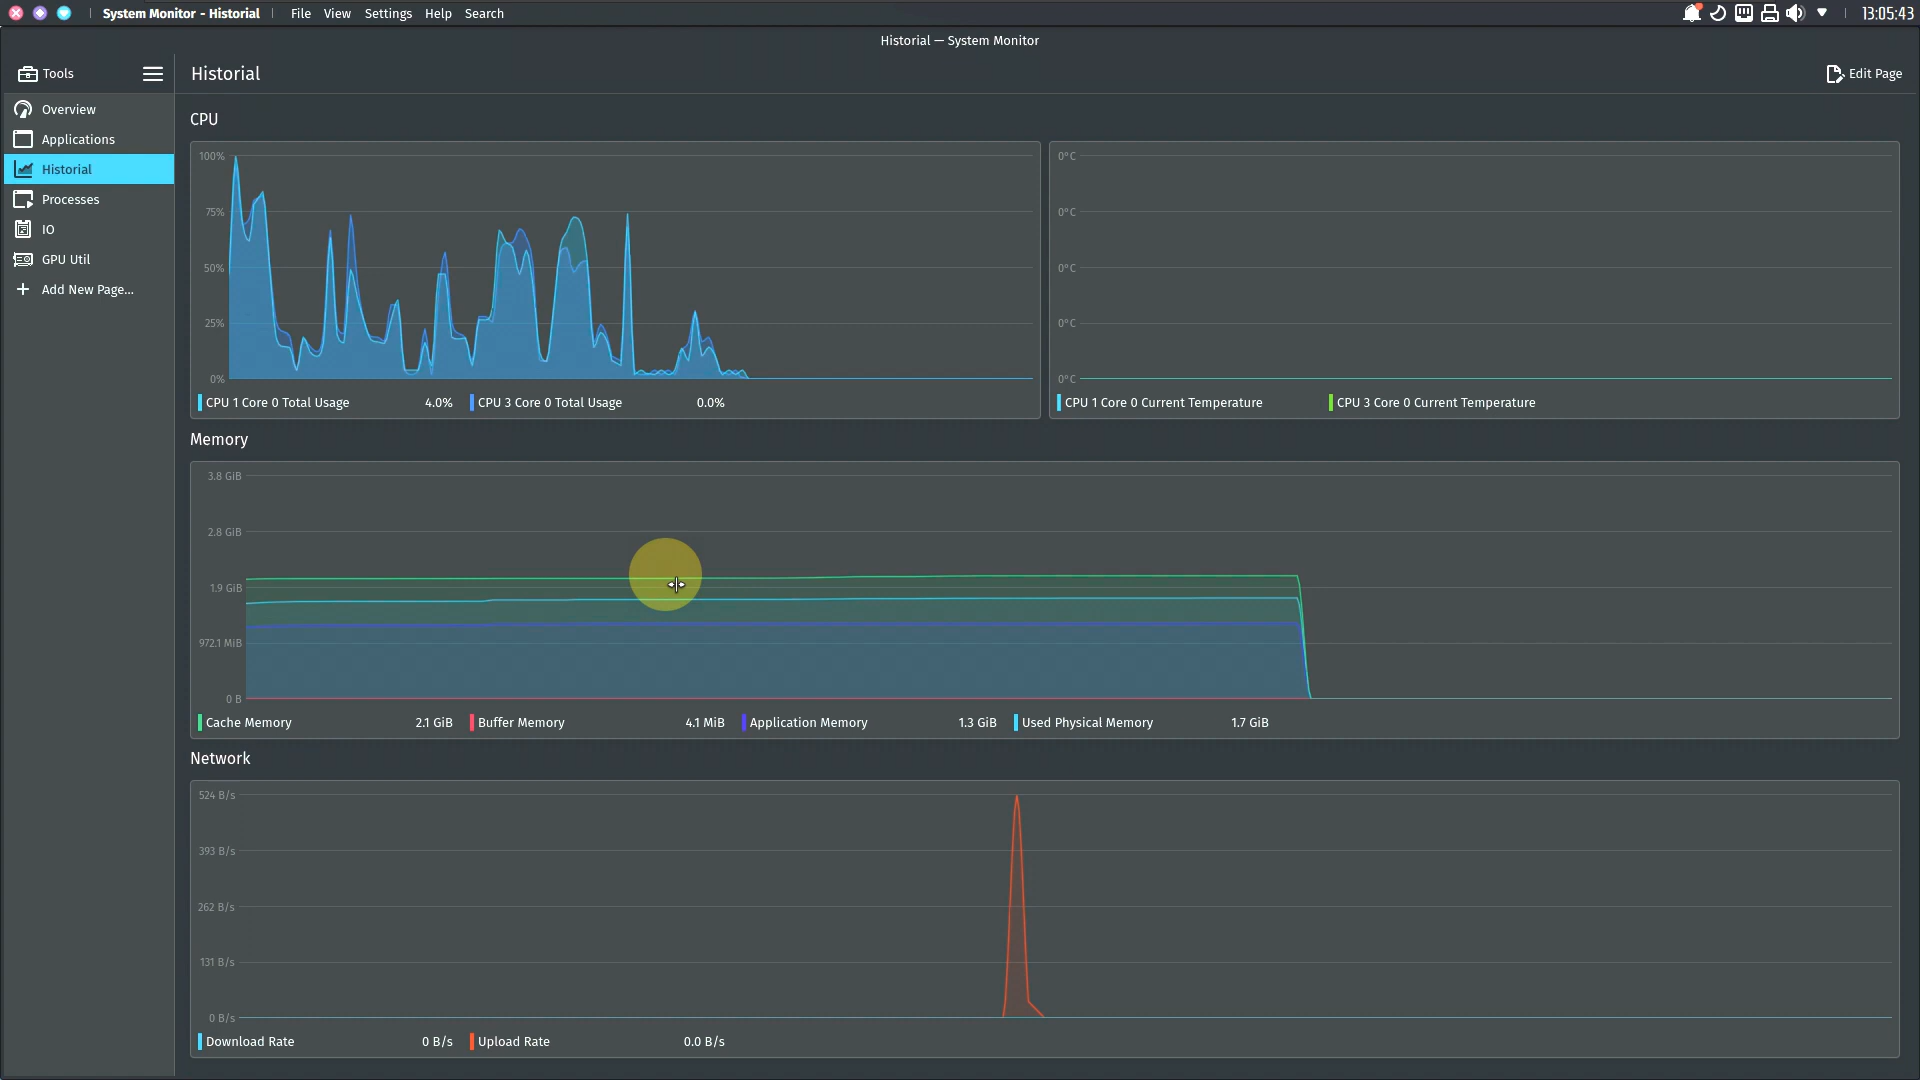 System Monitor - Historial File View Settings Help Search 13:05:43
Historial — System Monitor
Tools
Historial
Edit Page
Overview
Applications
Historial
Processes
IO
GPU Util
Add New Page...
CPU
100%
75%
50%
25%
0%
CPU 1 Core 0 Total Usage 4.0% CPU 3 Core 0 Total Usage 0.0%
0°C
0°C
0°C
0°C
0°C
CPU 1 Core 0 Current Temperature CPU 3 Core 0 Current Temperature
Memory
3.8 GiB
2.8 GiB
1.9 GiB
972.1 MiB
0 B
Cache Memory 2.1 GiB Buffer Memory 4.1 MiB Application Memory 1.3 GiB Used Physical Memory 1.7 GiB
Network
524 B/s
393 B/s
262 B/s
131 B/s
0 B/s
Download Rate 0 B/s Upload Rate 0.0 B/s